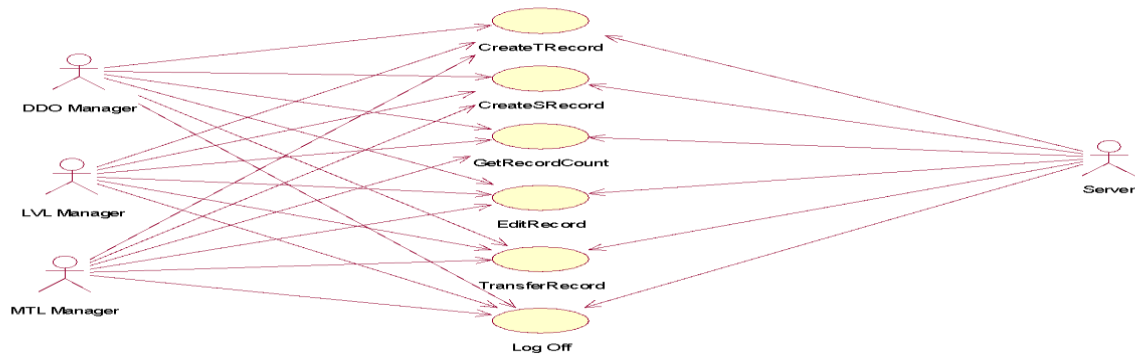 CreateTRecord
DDO Manager
CreateSRecord
GetRecordCount
Server
LVL Manager
EditRecord
TransferRecord
MTL Manager
Log Off